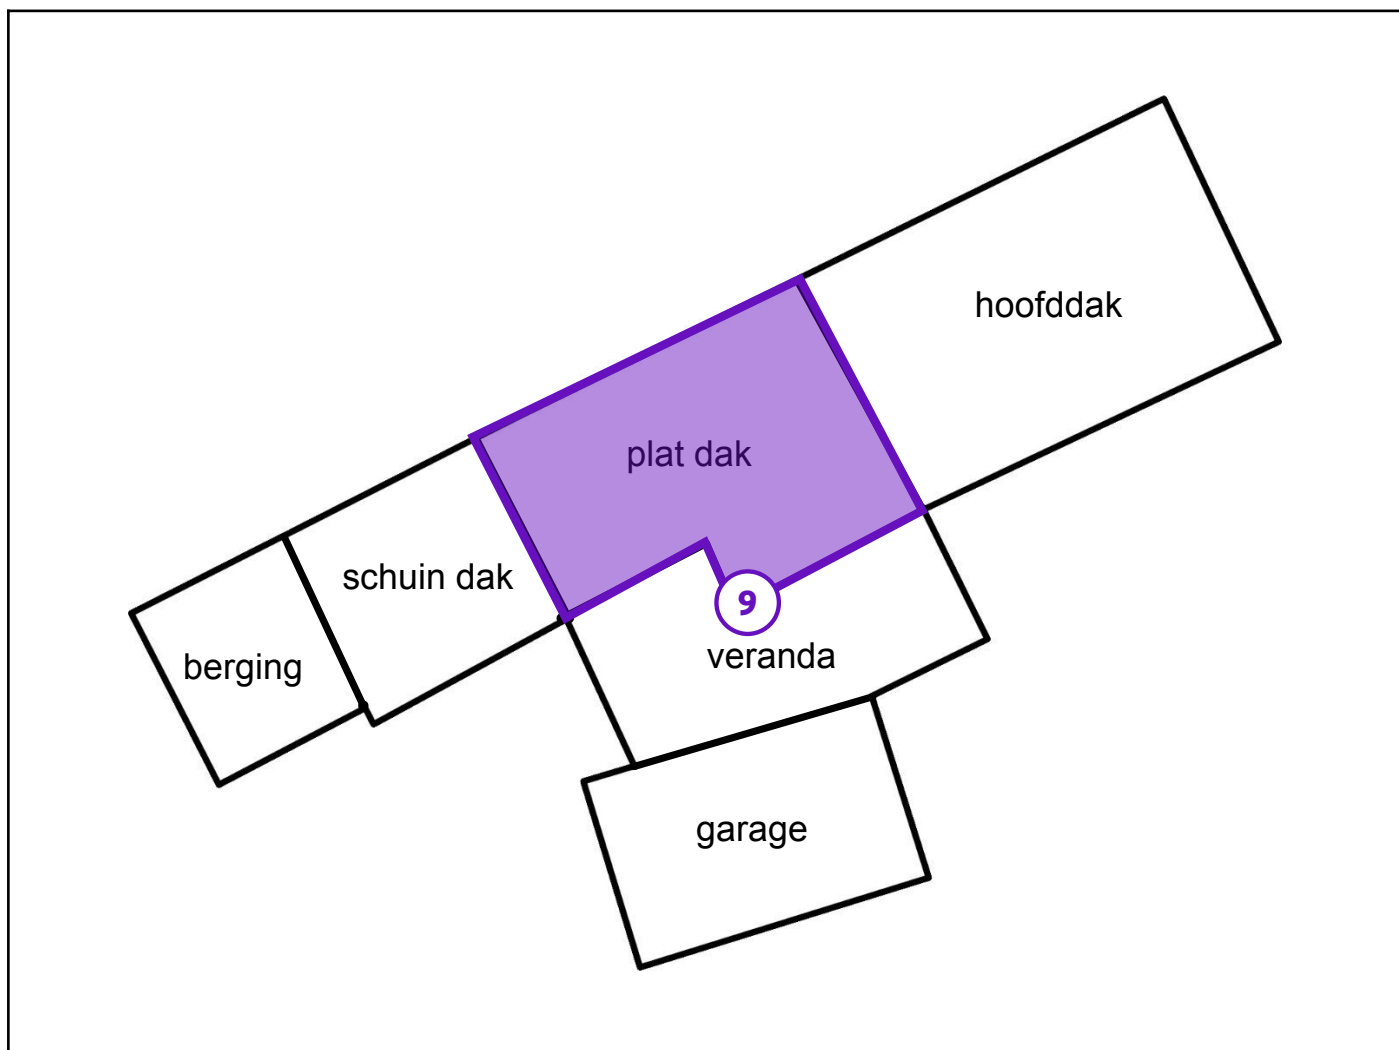 hoofddak
plat dak
schuin dak
9
berging
veranda
garage